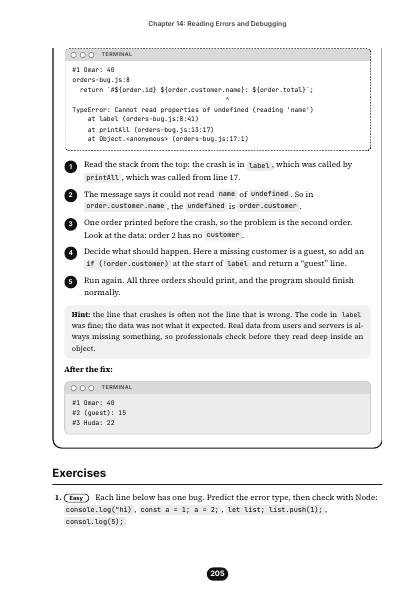 Chapter 14: Reading Errors and Debugging
TERMINAL
#1 Omar: 40
orders-bug.js:8
  return `#${order.id} ${order.customer.name}: ${order.total}`;
                                         ^
TypeError: Cannot read properties of undefined (reading 'name')
    at label (orders-bug.js:8:41)
    at printAll (orders-bug.js:13:17)
    at Object.<anonymous> (orders-bug.js:17:1)
1 Read the stack from the top: the crash is in label, which was called by
printAll, which was called from line 17.
2 The message says it could not read name of undefined. So in
order.customer.name, the undefined is order.customer.
3 One order printed before the crash, so the problem is the second order.
Look at the data: order 2 has no customer.
4 Decide what should happen. Here a missing customer is a guest, so add an
if (!order.customer) at the start of label and return a “guest” line.
5 Run again. All three orders should print, and the program should finish
normally.
Hint: the line that crashes is often not the line that is wrong. The code in label
was fine; the data was not what it expected. Real data from users and servers is al-
ways missing something, so professionals check before they read deep inside an
object.
After the fix:
TERMINAL
#1 Omar: 40
#2 (guest): 15
#3 Huda: 22
Exercises
1. Easy Each line below has one bug. Predict the error type, then check with Node:
console.log("hi), const a = 1; a = 2;, let list; list.push(1);,
consol.log(5);
205